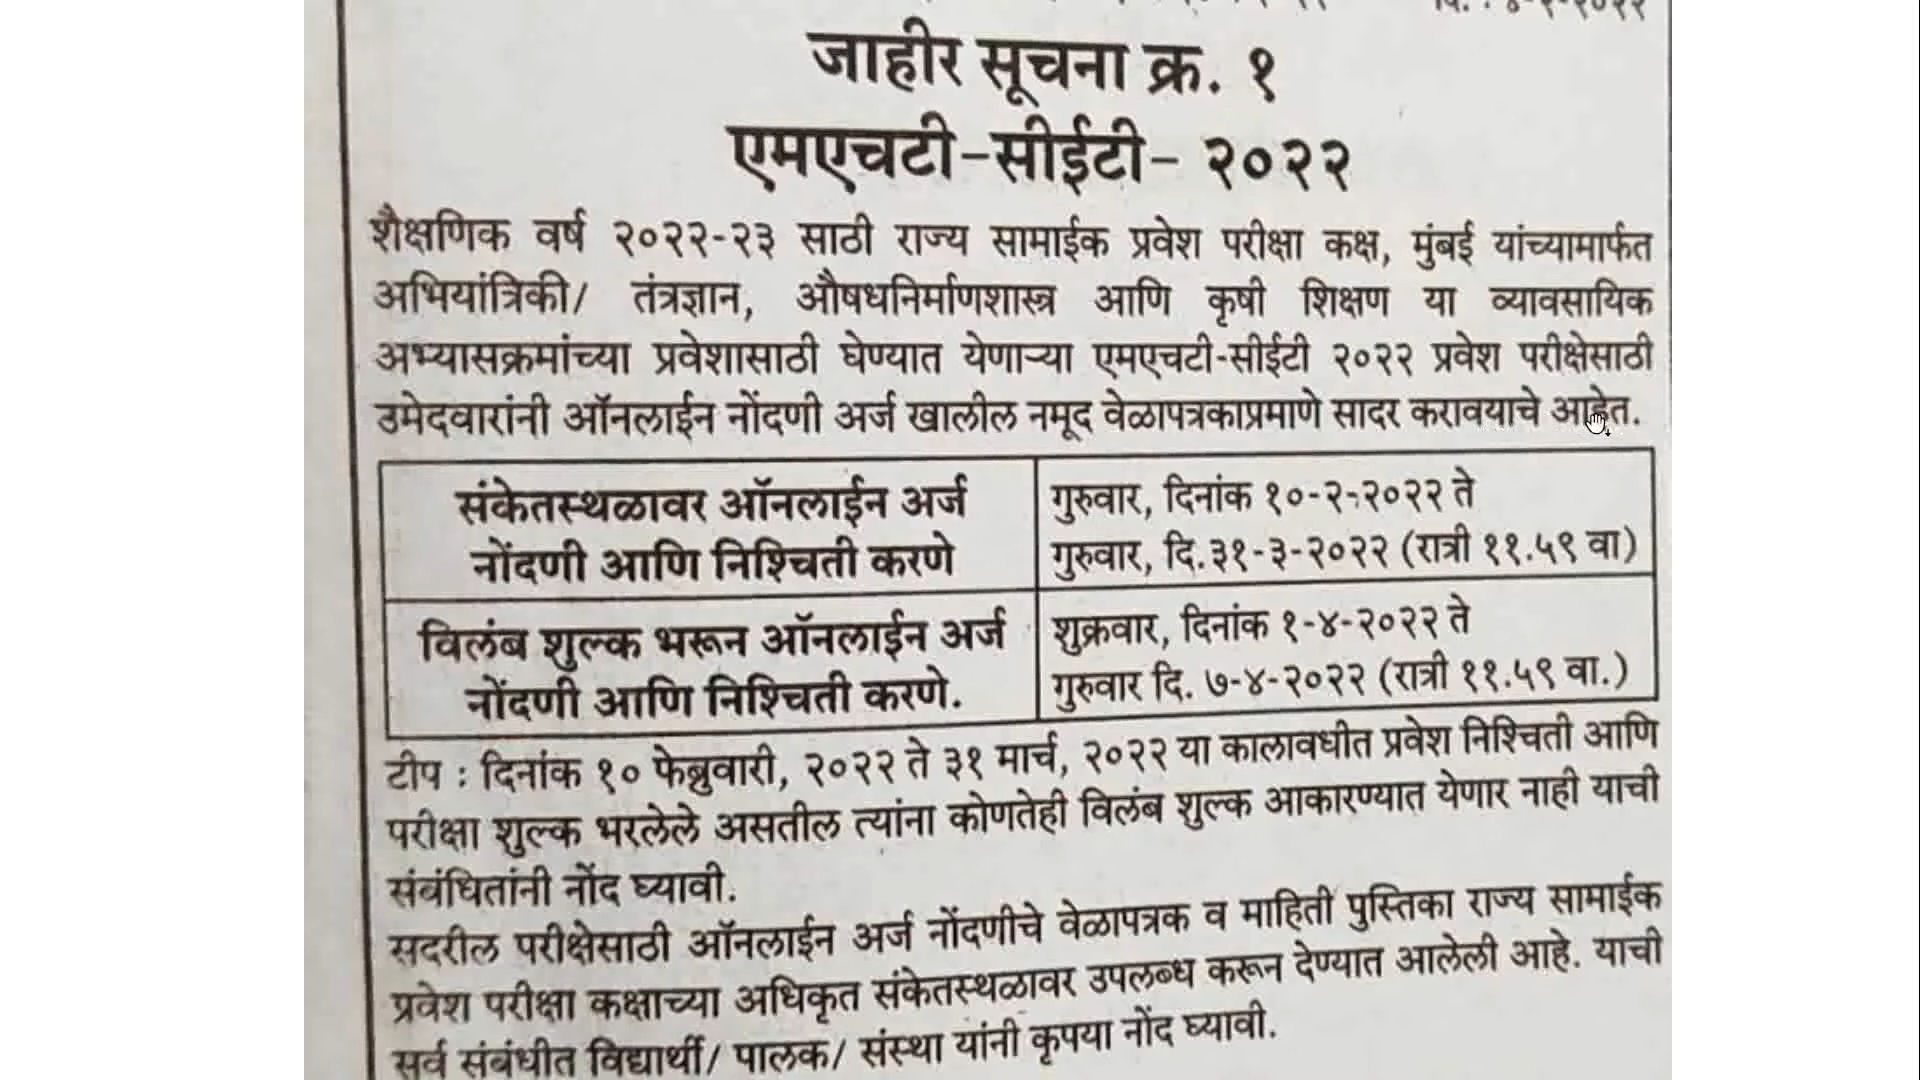 जाहीर सूचना क्र. १
एमएचटी-सीईटी- २०२२
शैक्षणिक वर्ष २०२२-२३ साठी राज्य सामाईक प्रवेश परीक्षा कक्ष, मुंबई यांच्यामार्फत
अभियांत्रिकी/ तंत्रज्ञान, औषधनिर्माणशास्त्र आणि कृषी शिक्षण या व्यावसायिक
अभ्यासक्रमांच्या प्रवेशासाठी घेण्यात येणाऱ्या एमएचटी-सीईटी २०२२ प्रवेश परीक्षेसाठी
उमेदवारांनी ऑनलाईन नोंदणी अर्ज खालील नमूद वेळापत्रकाप्रमाणे सादर करावयाचे आहेत.
संकेतस्थळावर ऑनलाईन अर्ज
नोंदणी आणि निश्चिती करणे
गुरुवार, दिनांक १०-२-२०२२ ते
गुरुवार, दि.३१-३-२०२२ (रात्री ११.५९ वा)
विलंब शुल्क भरून ऑनलाईन अर्ज
नोंदणी आणि निश्चिती करणे.
शुक्रवार, दिनांक १-४-२०२२ ते
गुरुवार दि. ७-४-२०२२ (रात्री ११.५९ वा.)
टीप : दिनांक १० फेब्रुवारी, २०२२ ते ३१ मार्च, २०२२ या कालावधीत प्रवेश निश्चिती आणि
परीक्षा शुल्क भरलेले असतील त्यांना कोणतेही विलंब शुल्क आकारण्यात येणार नाही याची
संबंधितांनी नोंद घ्यावी.
सदरील परीक्षेसाठी ऑनलाईन अर्ज नोंदणीचे वेळापत्रक व माहिती पुस्तिका राज्य सामाईक
प्रवेश परीक्षा कक्षाच्या अधिकृत संकेतस्थळावर उपलब्ध करून देण्यात आलेली आहे. याची
सर्व संबंधीत विद्यार्थी/ पालक/ संस्था यांनी कृपया नोंद घ्यावी.